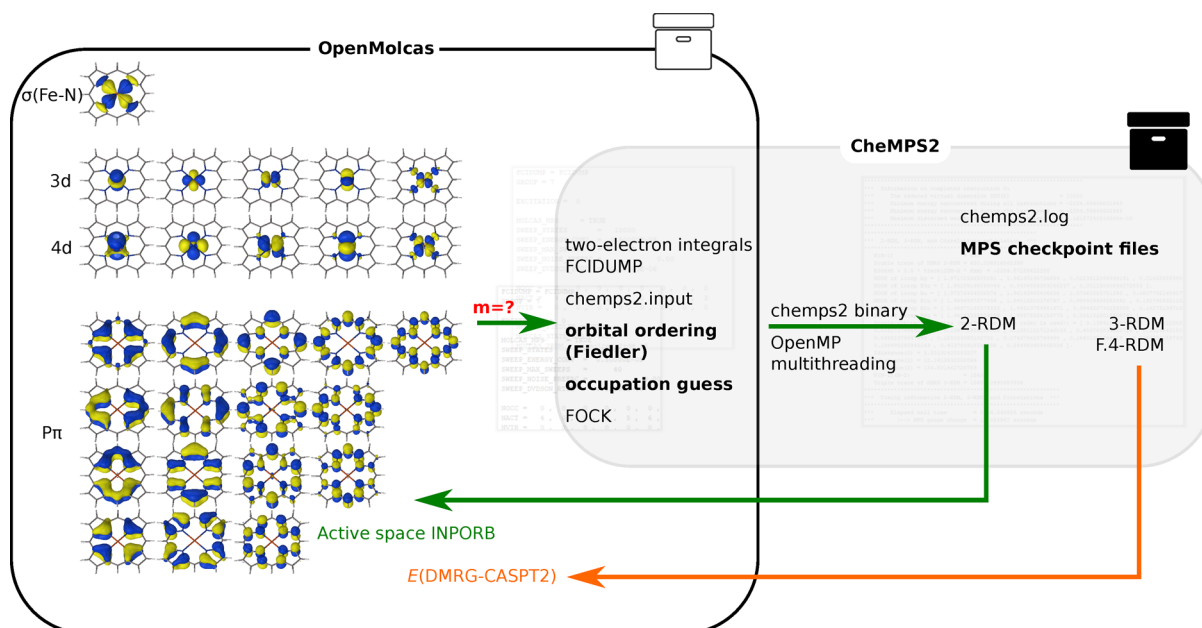 OpenMolcas
σ(Fe-N)
3d
4d
Pπ
m=?
CheMPS2
two-electron integrals
FCIDUMP
chemps2.input
orbital ordering
(Fiedler)
occupation guess
FOCK
chemps2 binary
OpenMP
multithreading
chemps2.log
MPS checkpoint files
2-RDM
3-RDM
F.4-RDM
Active space INPORB
E(DMRG-CASPT2)